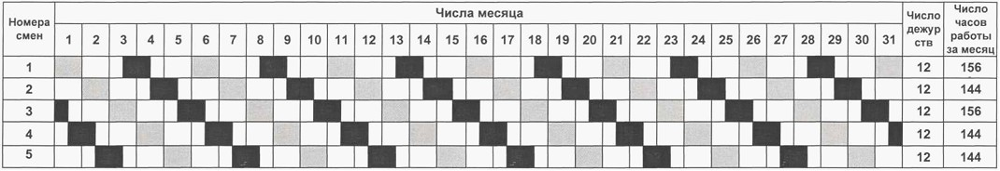 Номера смен
Числа месяца
Число дежурств
Число часов работы за месяц
1 2 3 4 5 6 7 8 9 10 11 12 13 14 15 16 17 18 19 20 21 22 23 24 25 26 27 28 29 30 31
1 12 156
2 12 144
3 12 156
4 12 144
5 12 144